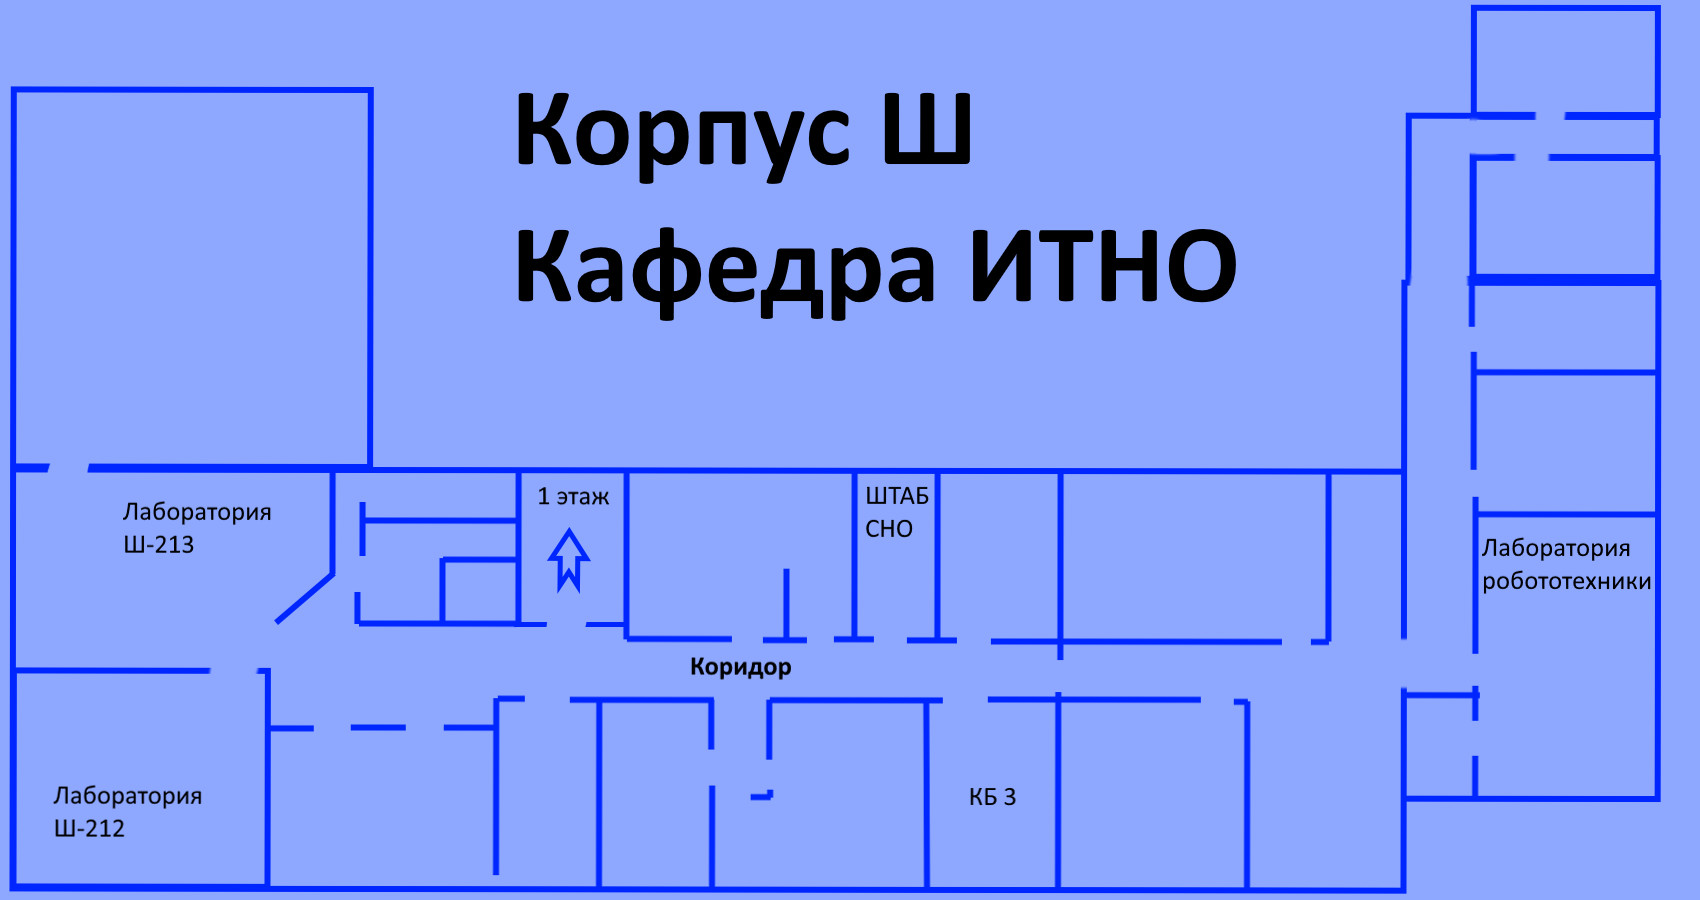 Корпус Ш
Кафедра ИТНО
1 этаж
ШТАБ
СНО
Лаборатория
Ш-213
Лаборатория
робототехники
Коридор
Лаборатория
Ш-212
КБ 3